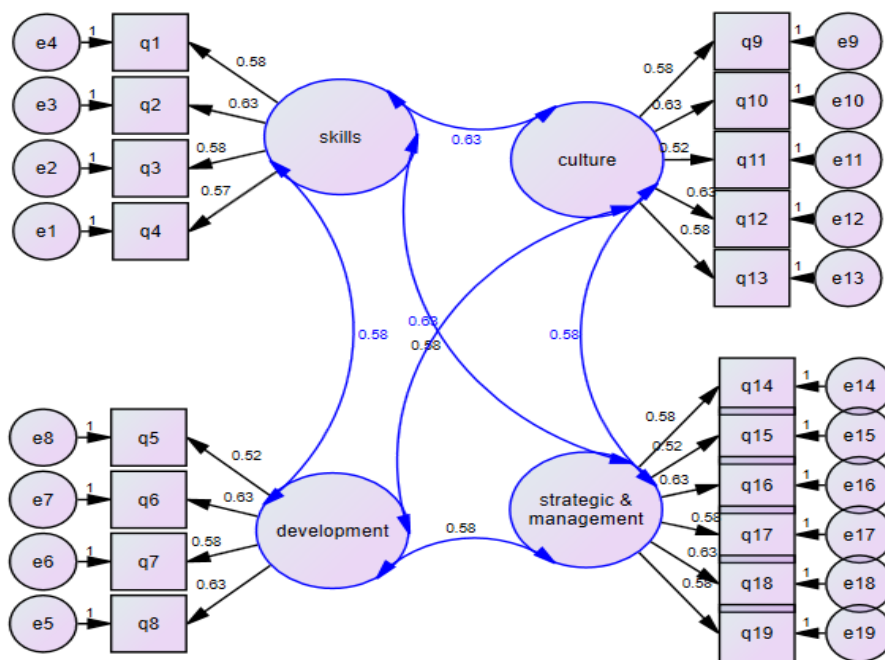 e4 1 q1 0.58
e3 1 q2 0.63
e2 1 q3 0.58
e1 1 q4 0.57
skills
0.63
culture
0.58 q9 1 e9
0.63 q10 1 e10
0.52 q11 1 e11
0.63 q12 1 e12
0.58 q13 1 e13
0.58
0.63
0.58
0.58
e8 1 q5 0.52
e7 1 q6 0.63
e6 1 q7 0.58
e5 1 q8 0.63
development
0.58
strategic &
management
0.58 q14 1 e14
0.52 q15 1 e15
0.63 q16 1 e16
0.58 q17 1 e17
0.63 q18 1 e18
0.58 q19 1 e19